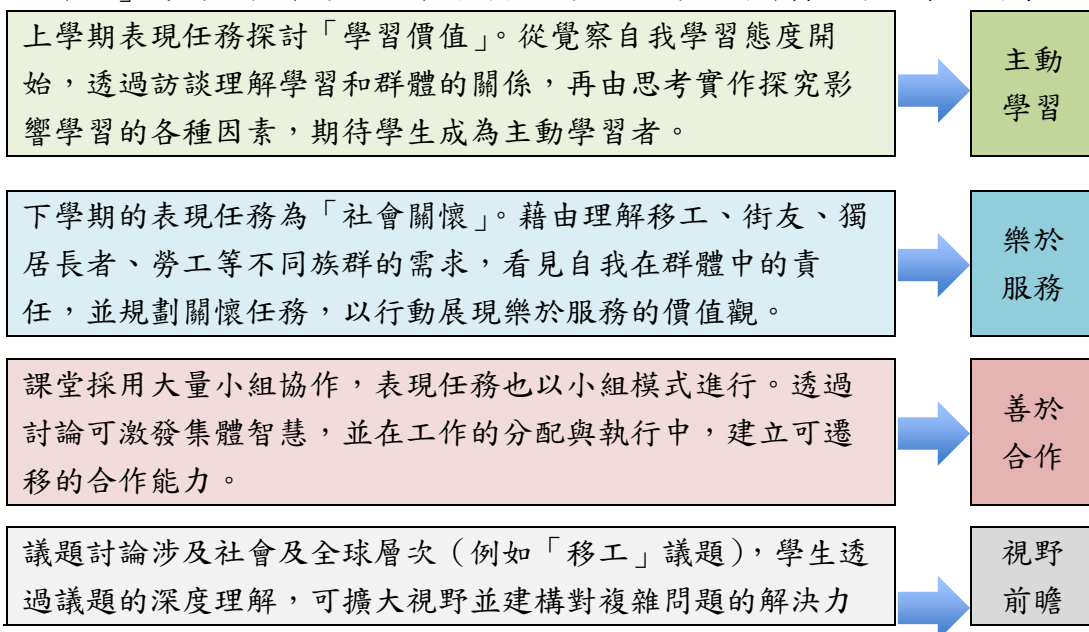 上學期表現任務探討「學習價值」。從覺察自我學習態度開
始，透過訪談理解學習和群體的關係，再由思考實作探究影
響學習的各種因素，期待學生成為主動學習者。
主動
學習
下學期的表現任務為「社會關懷」。藉由理解移工、街友、獨
居長者、勞工等不同族群的需求，看見自我在群體中的責
任，並規劃關懷任務，以行動展現樂於服務的價值觀。
樂於
服務
課堂採用大量小組協作，表現任務也以小組模式進行。透過
討論可激發集體智慧，並在工作的分配與執行中，建立可遷
移的合作能力。
善於
合作
議題討論涉及社會及全球層次（例如「移工」議題），學生透
過議題的深度理解，可擴大視野並建構對複雜問題的解決力
視野
前瞻